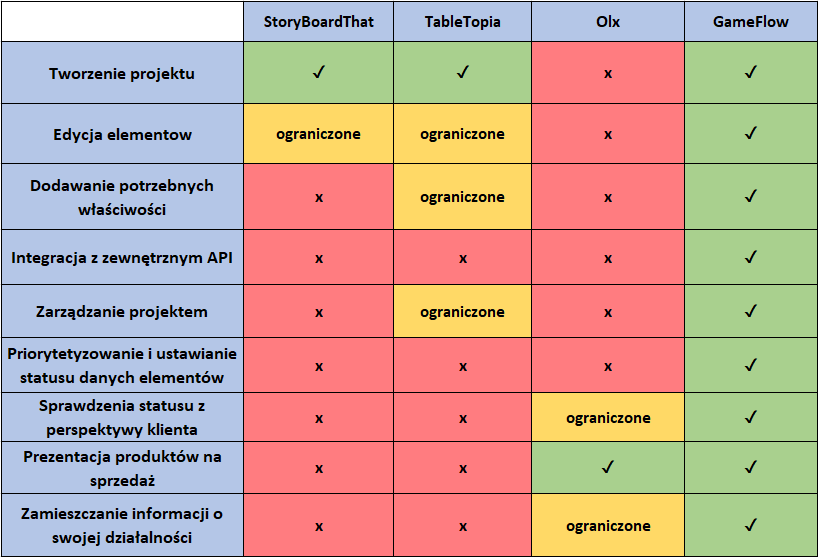 StoryBoardThat TableTopia Olx GameFlow
Tworzenie projektu ✓ ✓ x ✓
Edycja elementow ograniczone ograniczone x ✓
Dodawanie potrzebnych
właściwości x ograniczone x ✓
Integracja z zewnętrznym API x x x ✓
Zarządzanie projektem x ograniczone x ✓
Priorytetyzowanie i ustawianie
statusu danych elementów x x x ✓
Sprawdzenia statusu z
perspektywy klienta x x ograniczone ✓
Prezentacja produktów na
sprzedaż x x ✓ ✓
Zamieszczanie informacji o
swojej działalności x x ograniczone ✓